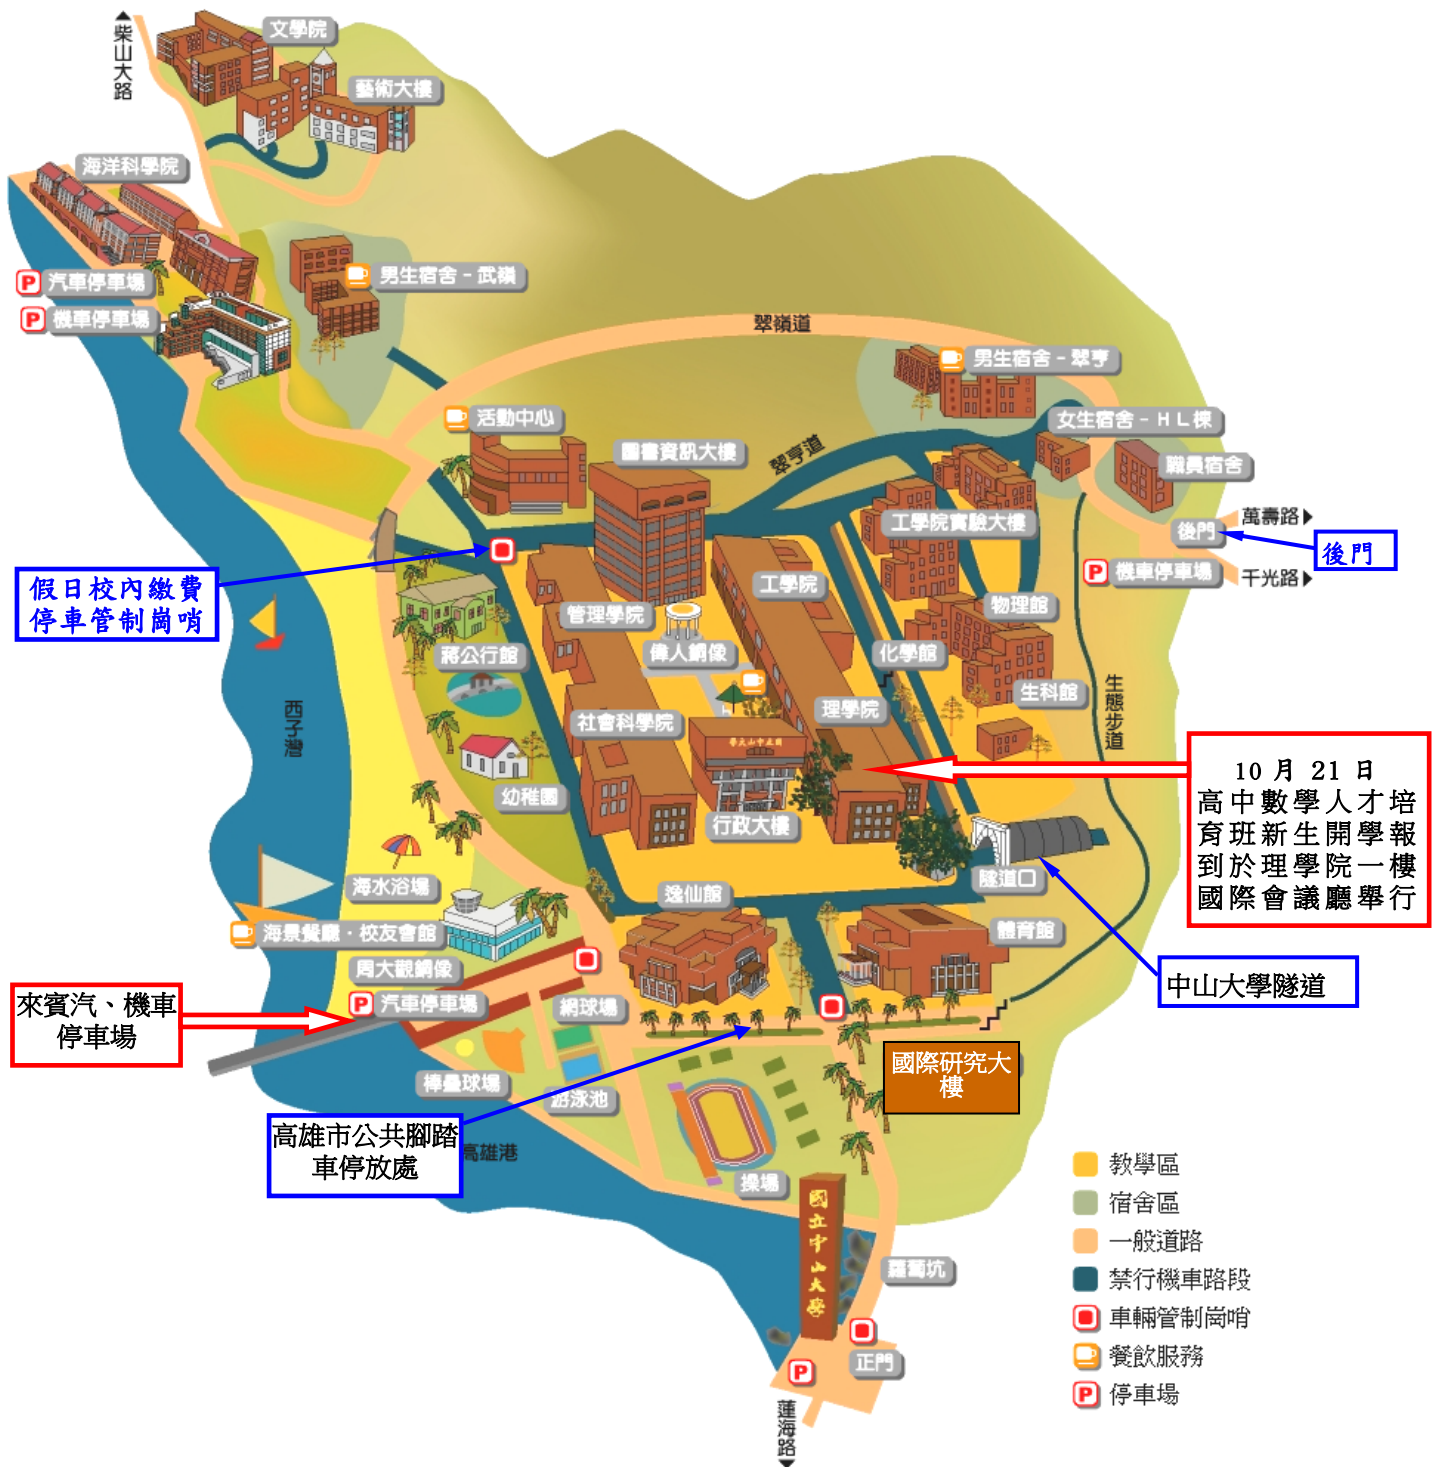 柴山大路
文學院
藝術大樓
海洋科學院
汽車停車場
機車停車場
男生宿舍-武嶺
翠嶺道
男生宿舍-翠亨
女生宿舍-HL棟
職員宿舍
活動中心
圖書資訊大樓
翠亨道
工學院實驗大樓
萬壽路
後門
後門
機車停車場
千光路
假日校內繳費
停車管制崗哨
管理學院
工學院
物理館
偉人銅像
化學館
蔣公行館
生科館
生態步道
西子灣
社會科學院
理學院
國立中山大學
幼稚園
行政大樓
10 月 21 日
高中數學人才培
育班新生開學報
到於理學院一樓
國際會議廳舉行
海水浴場
逸仙館
隧道口
體育館
海景餐廳·校友會館
周大觀銅像
汽車停車場
來賓汽、機車
停車場
網球場
中山大學隧道
國際研究大
樓
棒壘球場
游泳池
高雄市公共腳踏
車停放處
高雄港
操場
國立中山大學
蘿蔔坑
正門
蓮海路
教學區
宿舍區
一般道路
禁行機車路段
車輛管制崗哨
餐飲服務
停車場